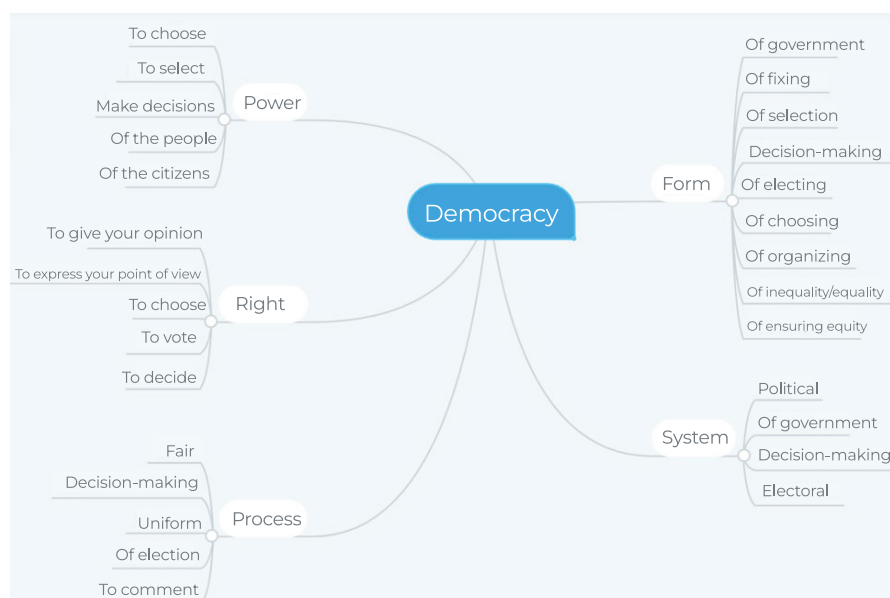 Democracy
Power
To choose
To select
Make decisions
Of the people
Of the citizens
Right
To give your opinion
To express your point of view
To choose
To vote
To decide
Process
Fair
Decision-making
Uniform
Of election
To comment
Form
Of government
Of fixing
Of selection
Decision-making
Of electing
Of choosing
Of organizing
Of inequality/equality
Of ensuring equity
System
Political
Of government
Decision-making
Electoral